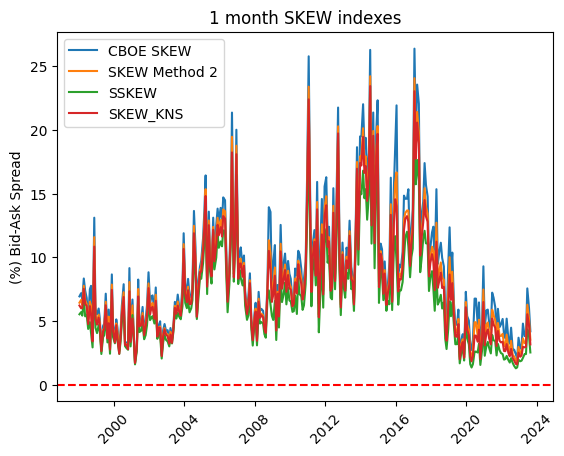 1 month SKEW indexes
CBOE SKEW
SKEW Method 2
SSKEW
SKEW_KNS
(%) Bid-Ask Spread
25
20
15
10
5
0
2000
2004
2008
2012
2016
2020
2024